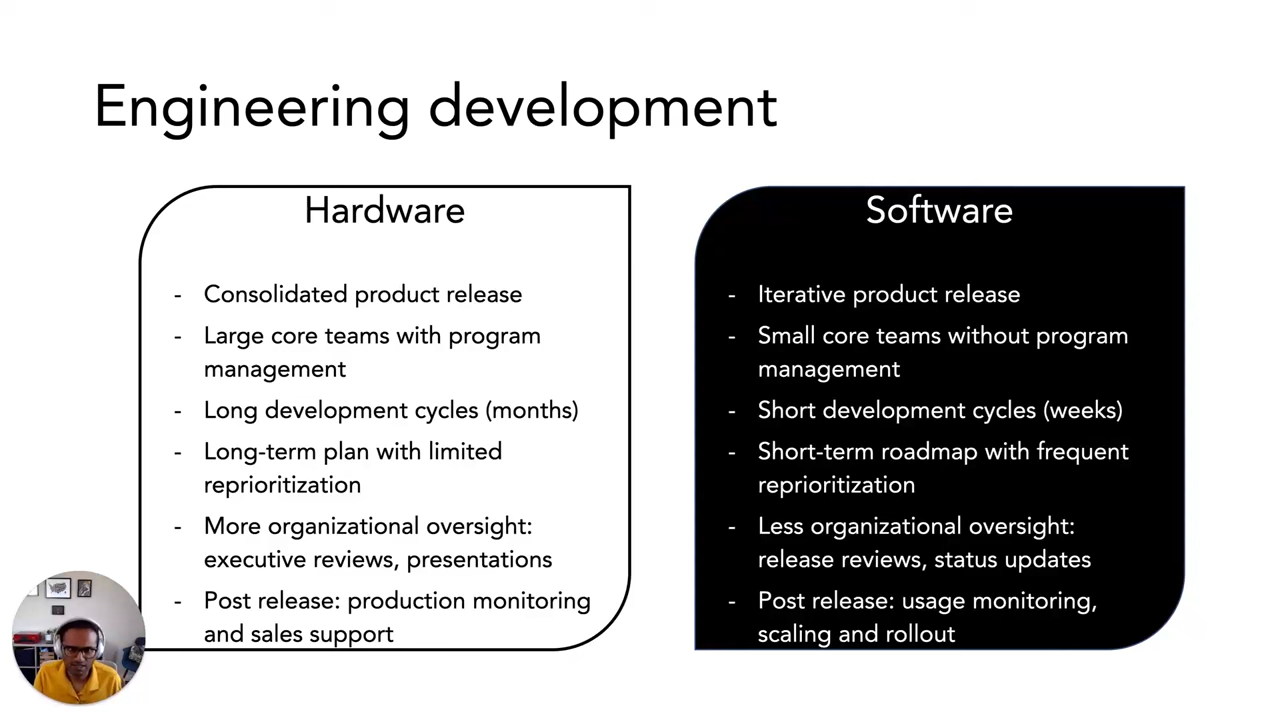 Engineering development
Hardware
- Consolidated product release
- Large core teams with program
management
- Long development cycles (months)
- Long-term plan with limited
reprioritization
- More organizational oversight:
executive reviews, presentations
- Post release: production monitoring
and sales support
Software
- Iterative product release
- Small core teams without program
management
- Short development cycles (weeks)
- Short-term roadmap with frequent
reprioritization
- Less organizational oversight:
release reviews, status updates
- Post release: usage monitoring,
scaling and rollout